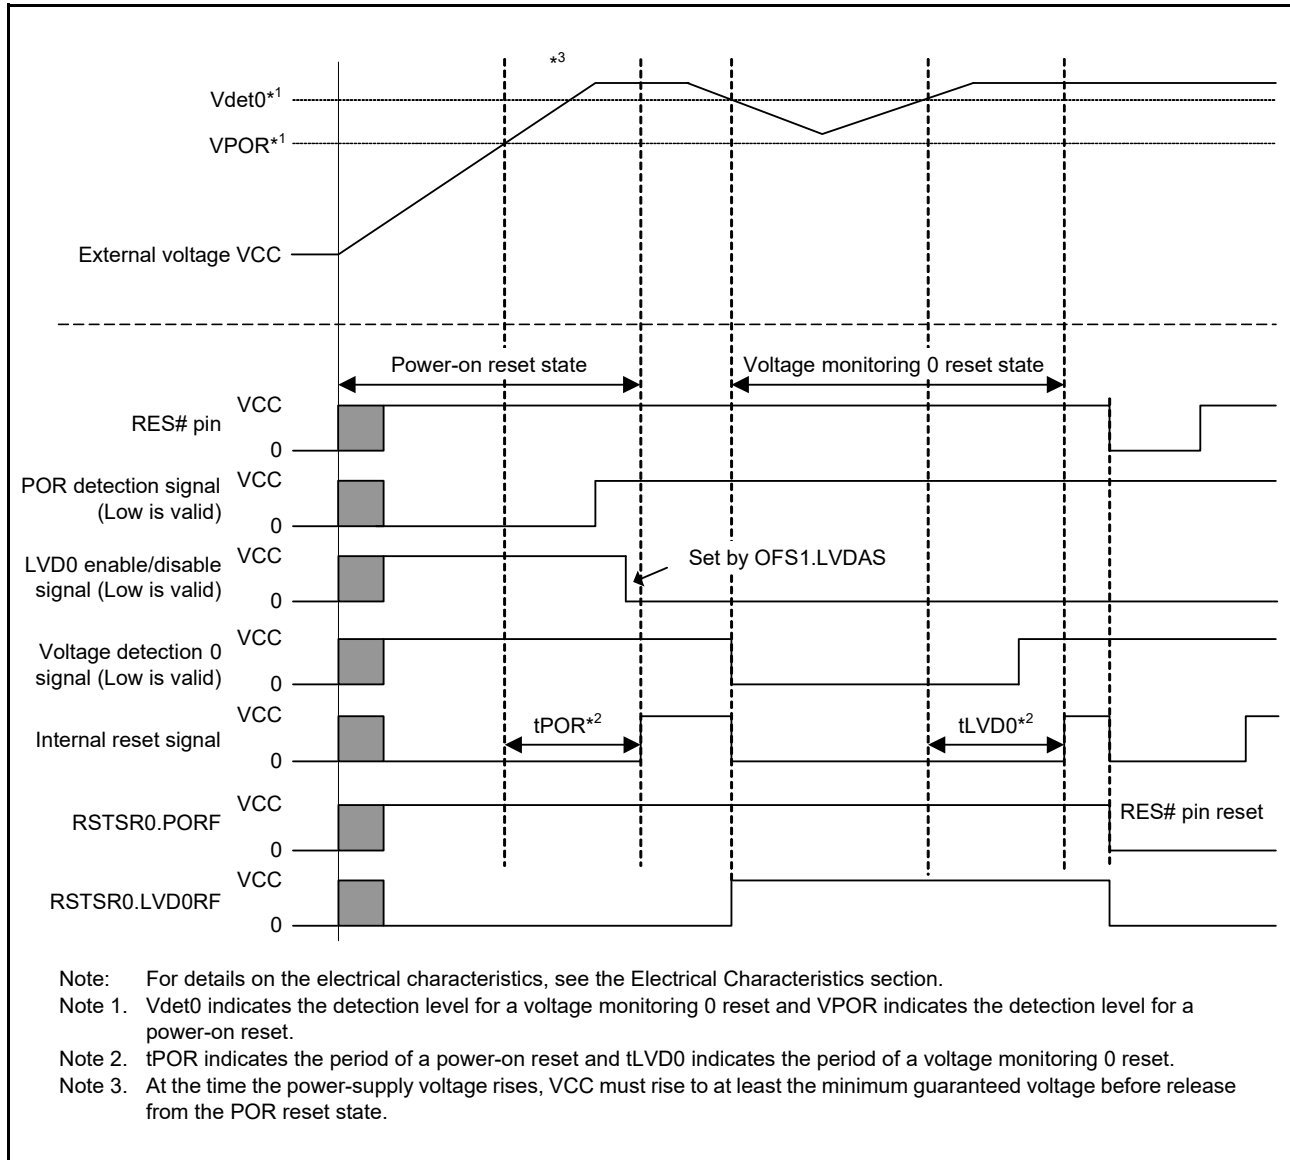 *3
Vdet0*1
VPOR*1
External voltage VCC
Power-on reset state
Voltage monitoring 0 reset state
VCC
RES# pin
0
POR detection signal
(Low is valid)
VCC
0
LVD0 enable/disable
signal (Low is valid)
VCC
0
Set by OFS1.LVDAS
Voltage detection 0
signal (Low is valid)
VCC
0
VCC
Internal reset signal
0
tPOR*2
tLVD0*2
VCC
RSTSR0.PORF
0
RES# pin reset
VCC
RSTSR0.LVD0RF
0
Note: For details on the electrical characteristics, see the Electrical Characteristics section.
Note 1. Vdet0 indicates the detection level for a voltage monitoring 0 reset and VPOR indicates the detection level for a
power-on reset.
Note 2. tPOR indicates the period of a power-on reset and tLVD0 indicates the period of a voltage monitoring 0 reset.
Note 3. At the time the power-supply voltage rises, VCC must rise to at least the minimum guaranteed voltage before release
from the POR reset state.